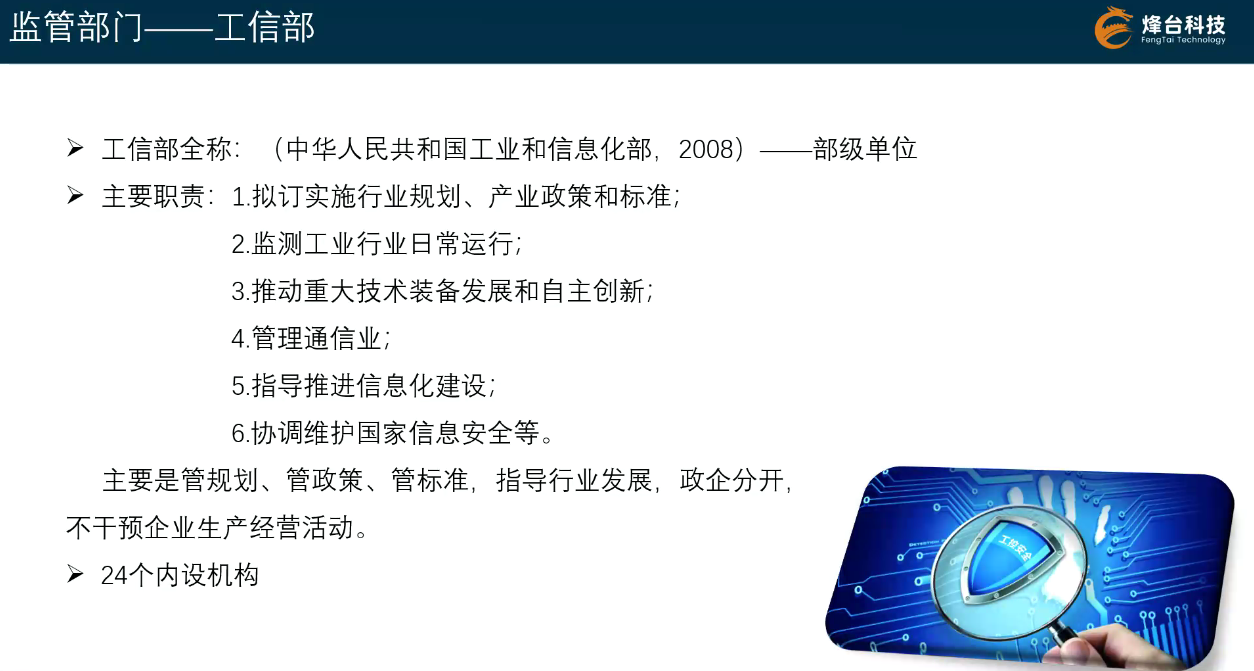 监管部门——工信部
烽台科技
FengTai Technology
工信部全称：（中华人民共和国工业和信息化部，2008）——部级单位
主要职责：1.拟订实施行业规划、产业政策和标准；
2.监测工业行业日常运行；
3.推动重大技术装备发展和自主创新；
4.管理通信业；
5.指导推进信息化建设；
6.协调维护国家信息安全等。
主要是管规划、管政策、管标准，指导行业发展，政企分开，
不干预企业生产经营活动。
24个内设机构
工控安全